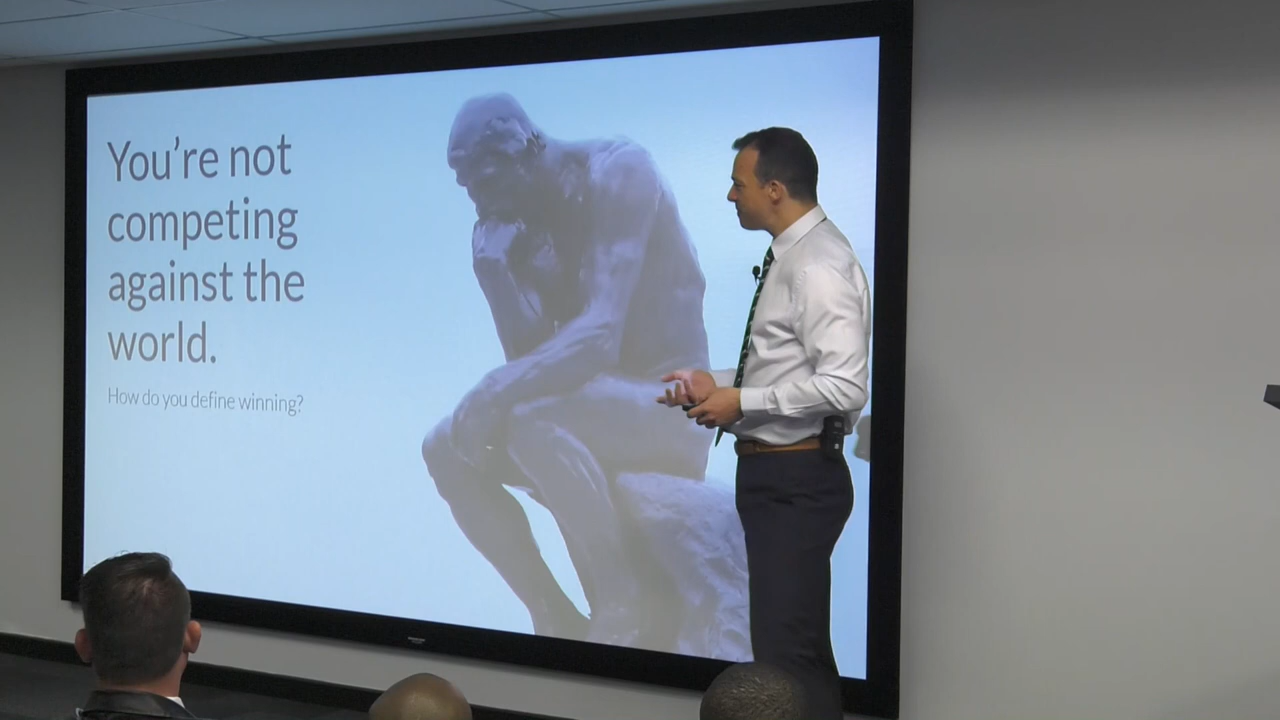 You’re not
competing
against the
world.
How do you define winning?